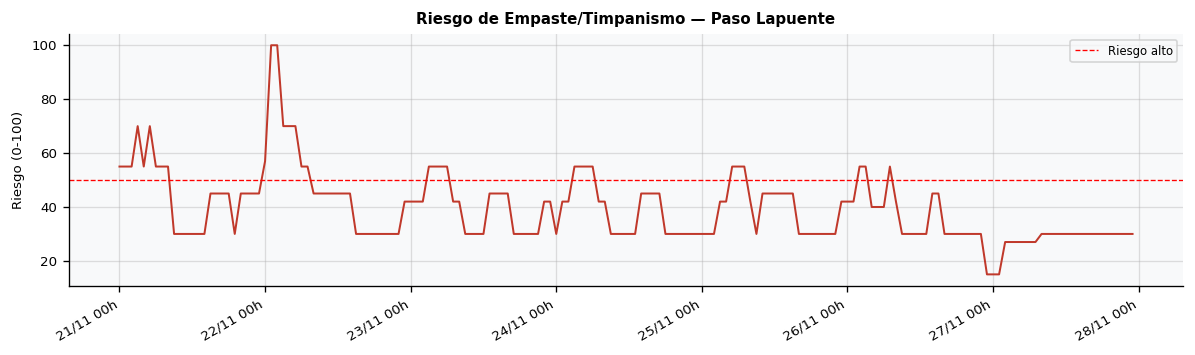 Riesgo de Empaste/Timpanismo — Paso Lapuente
Riesgo alto
Riesgo (0-100)
100
80
60
40
20
21/11 00h
22/11 00h
23/11 00h
24/11 00h
25/11 00h
26/11 00h
27/11 00h
28/11 00h